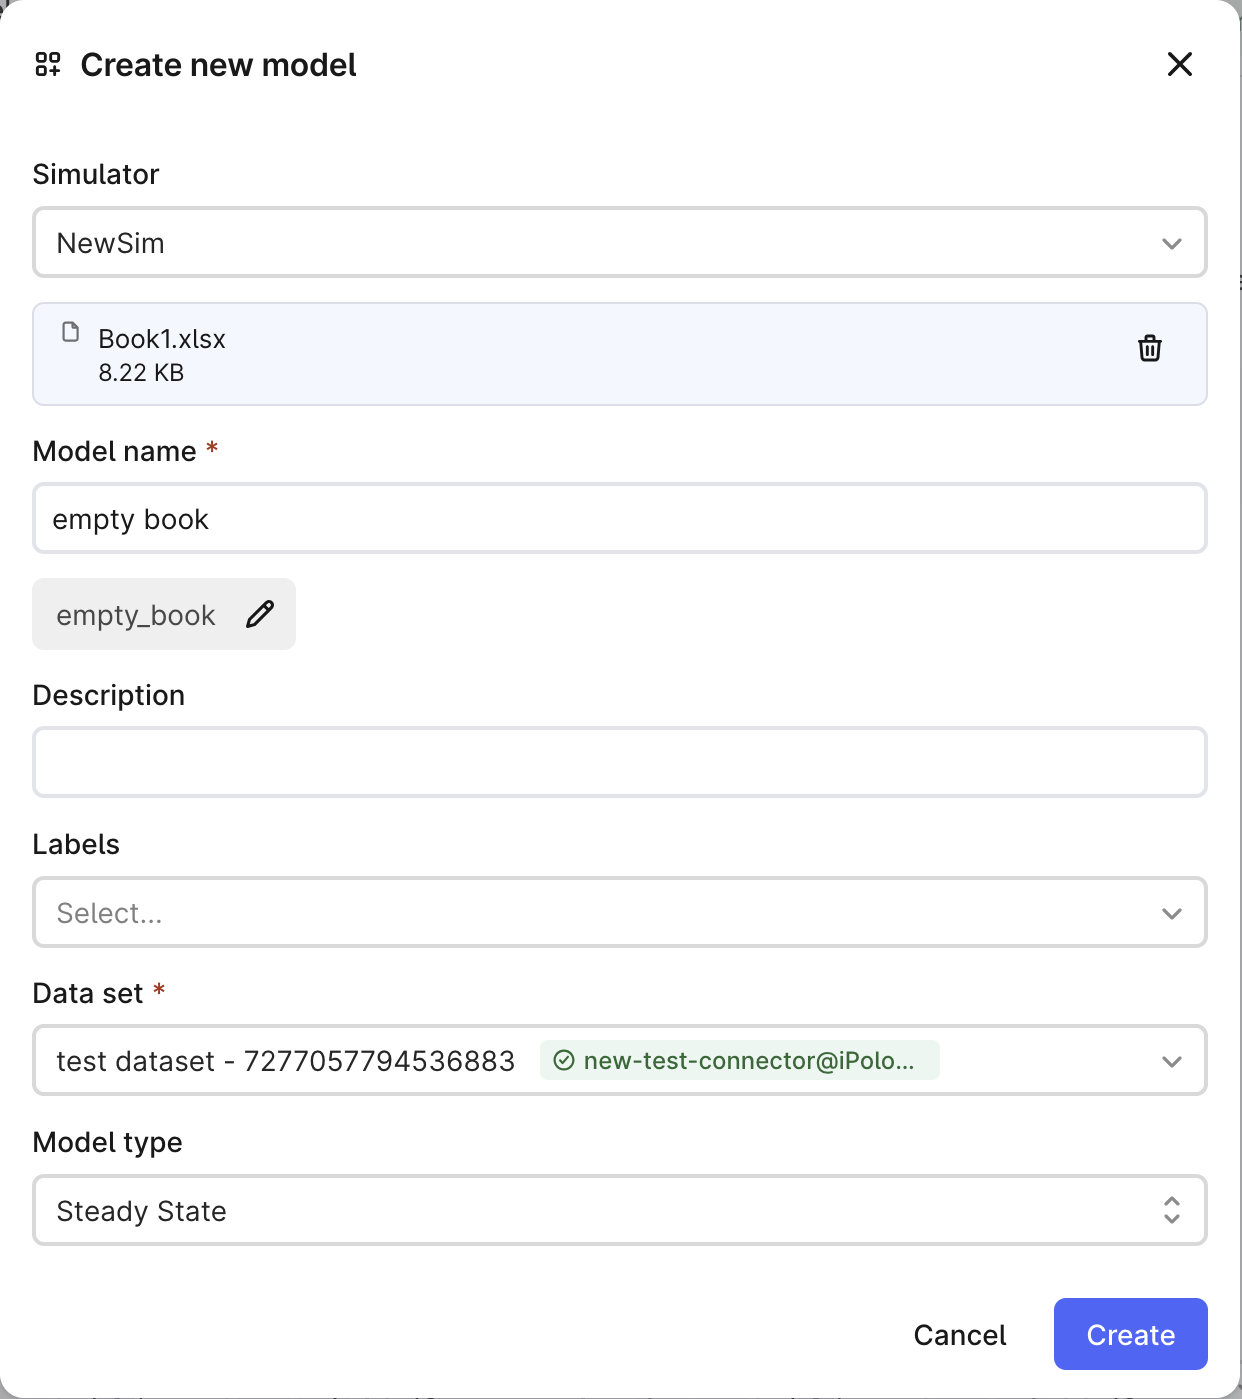 Create new model
Simulator
NewSim
Book1.xlsx
8.22 KB
Model name *
empty book
empty_book
Description
Labels
Select...
Data set *
test dataset - 7277057794536883 new-test-connector@iPolo...
Model type
Steady State
Cancel
Create